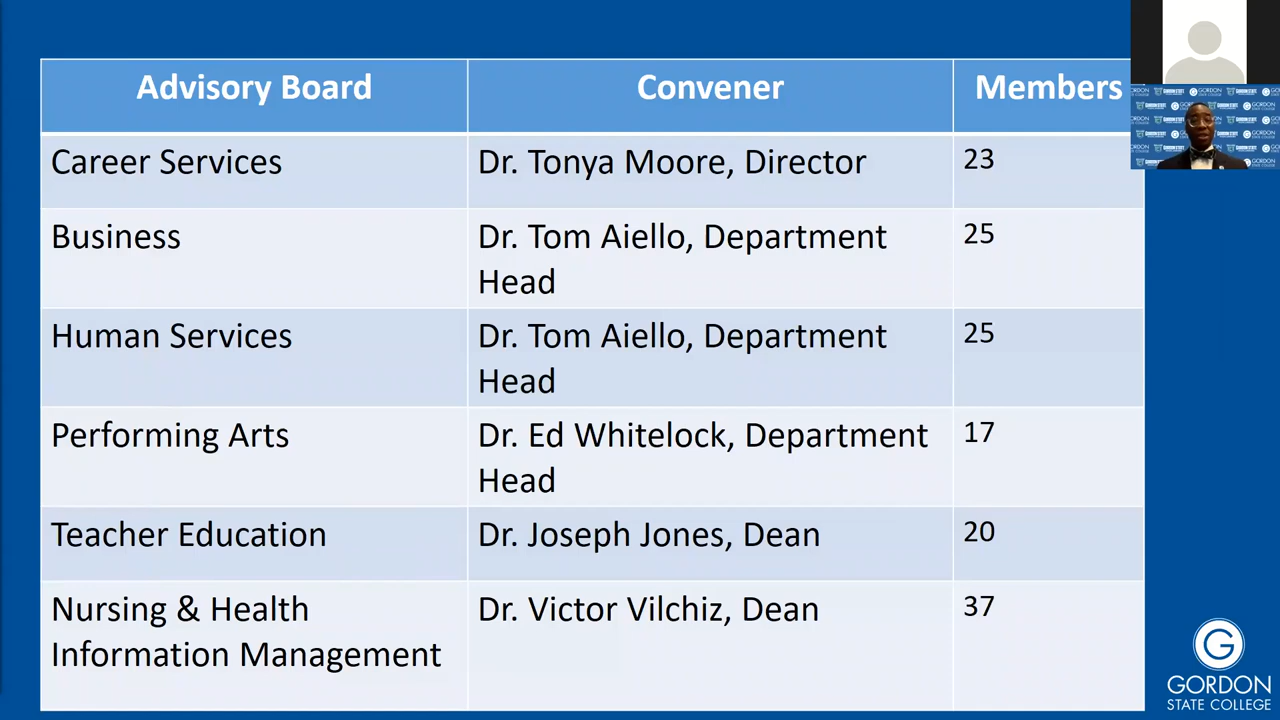 Advisory Board
Convener
Members
Career Services
Dr. Tonya Moore, Director
23
Business
Dr. Tom Aiello, Department
Head
25
Human Services
Dr. Tom Aiello, Department
Head
25
Performing Arts
Dr. Ed Whitelock, Department
Head
17
Teacher Education
Dr. Joseph Jones, Dean
20
Nursing & Health
Information Management
Dr. Victor Vilchiz, Dean
37
G
GORDON
STATE COLLEGE